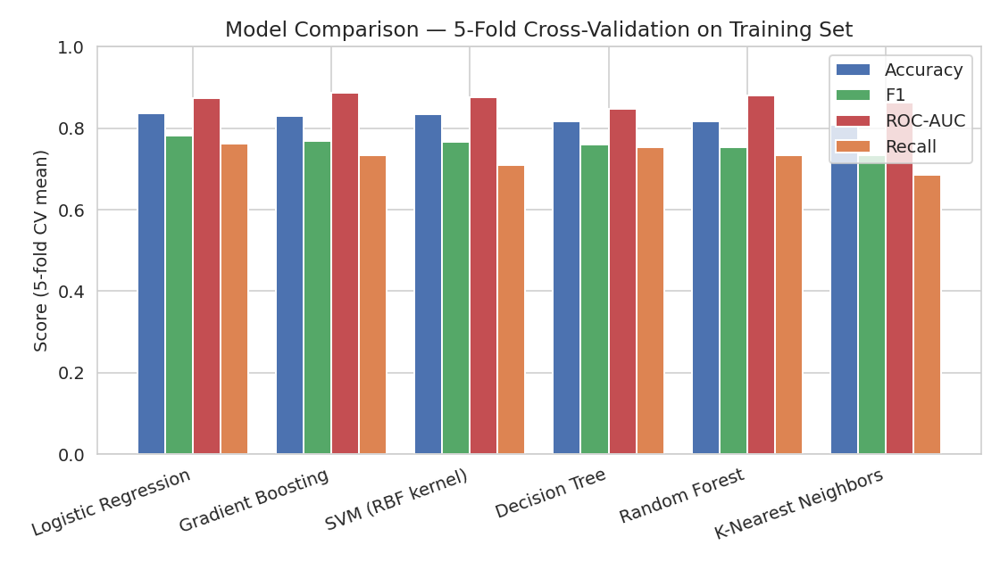 Model Comparison — 5-Fold Cross-Validation on Training Set
Score (5-fold CV mean)
1.0
0.8
0.6
0.4
0.2
0.0
Accuracy
F1
ROC-AUC
Recall
Logistic Regression
Gradient Boosting
SVM (RBF kernel)
Decision Tree
Random Forest
K-Nearest Neighbors